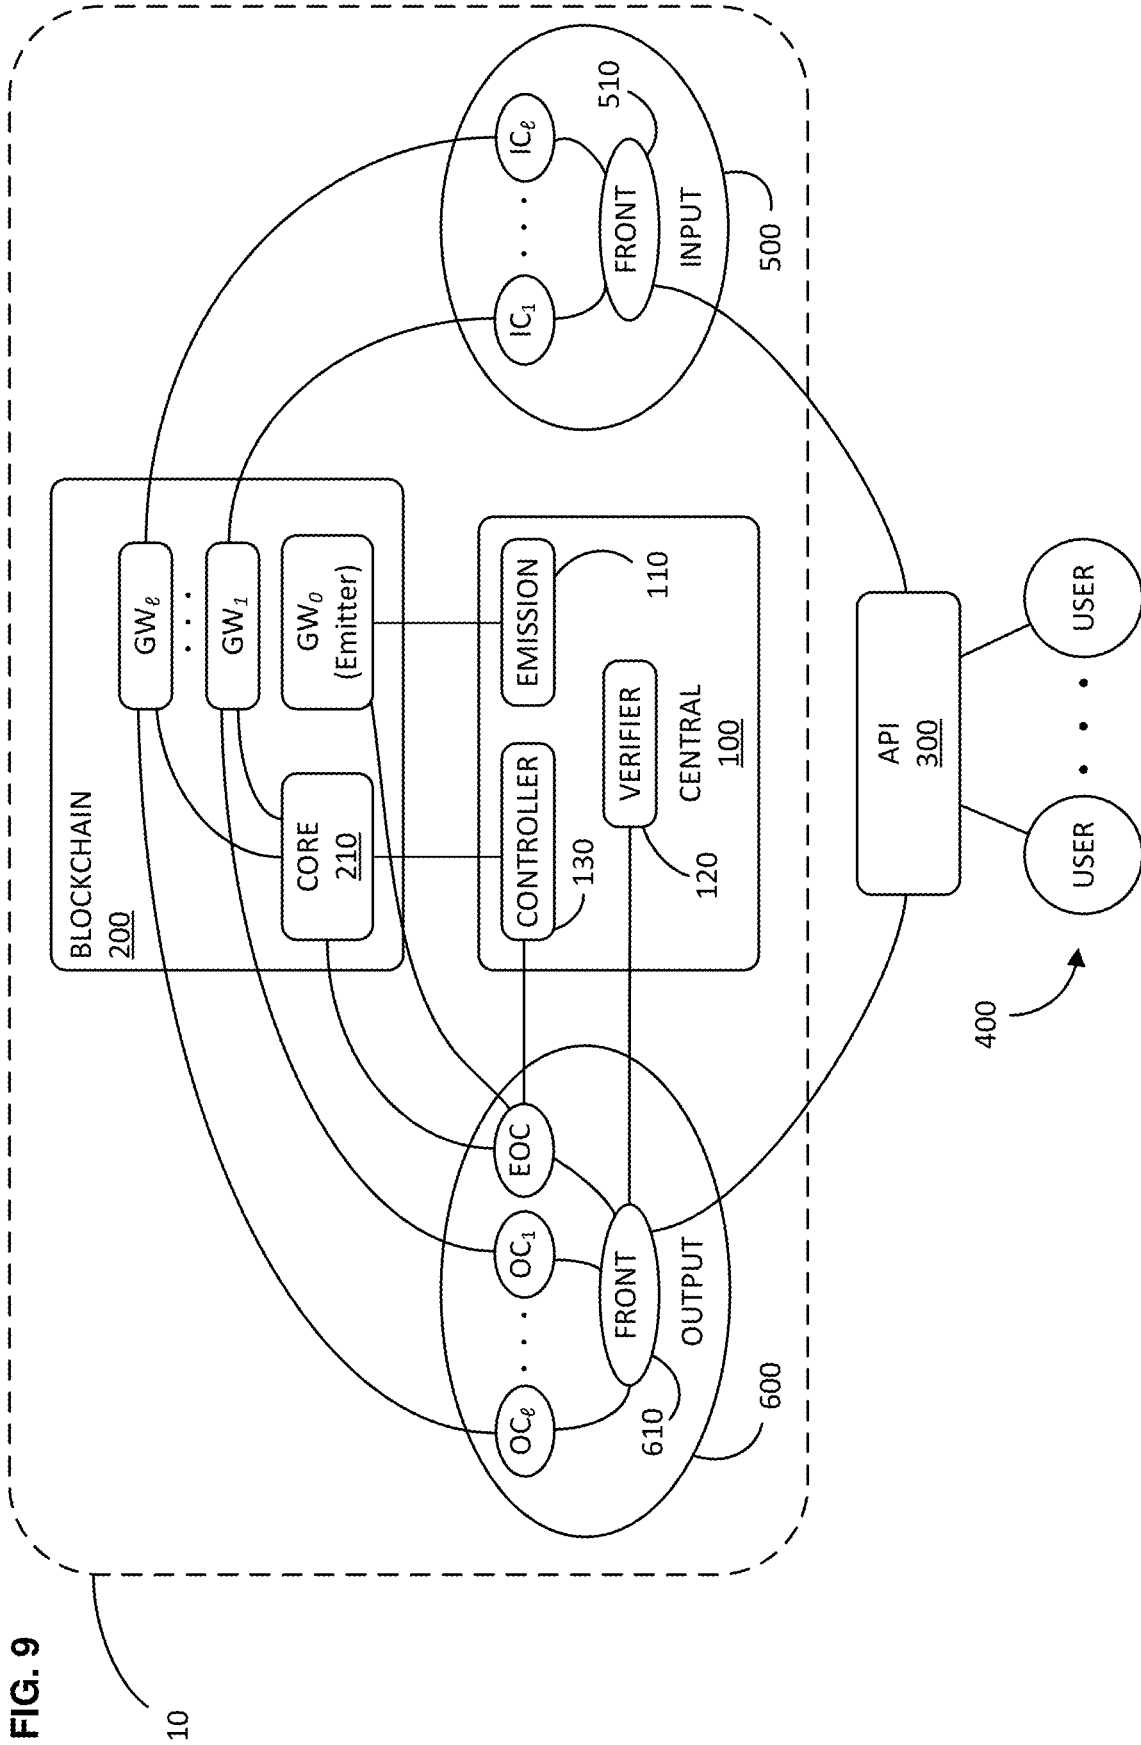 FIG. 9
10
BLOCKCHAIN
200
GWℓ
. . .
GW₁
GW₀
(Emitter)
CORE
210
OCℓ
. . . .
OC₁
EOC
FRONT
610
OUTPUT
600
CONTROLLER
130
EMISSION
110
VERIFIER
120
CENTRAL
100
IC₁
. . . .
ICℓ
FRONT
510
INPUT
500
API
300
400
USER
• • •
USER